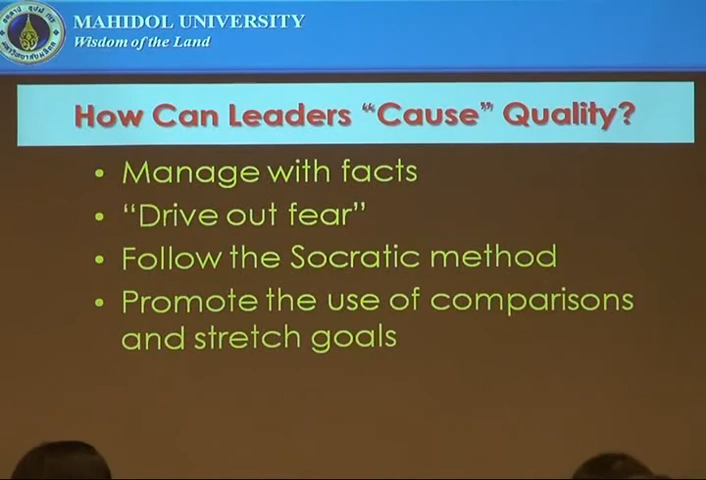 MAHIDOL UNIVERSITY
Wisdom of the Land
How Can Leaders “Cause” Quality?
• Manage with facts
• “Drive out fear”
• Follow the Socratic method
• Promote the use of comparisons
and stretch goals